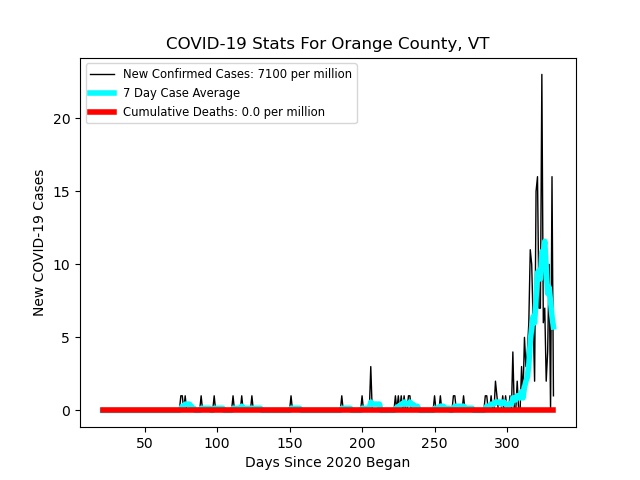 COVID-19 Stats For Orange County, VT
New Confirmed Cases: 7100 per million
7 Day Case Average
Cumulative Deaths: 0.0 per million
New COVID-19 Cases
20
15
10
5
0
50 100 150 200 250 300
Days Since 2020 Began